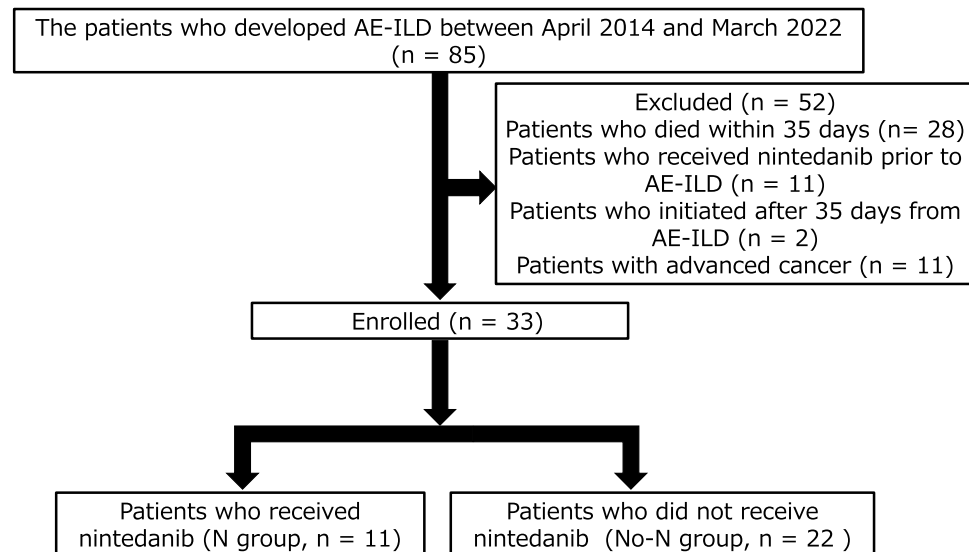 The patients who developed AE-ILD between April 2014 and March 2022
(n = 85)
Excluded (n = 52)
Patients who died within 35 days (n= 28)
Patients who received nintedanib prior to
AE-ILD (n = 11)
Patients who initiated after 35 days from
AE-ILD (n = 2)
Patients with advanced cancer (n = 11)
Enrolled (n = 33)
Patients who received
nintedanib (N group, n = 11)
Patients who did not receive
nintedanib (No-N group, n = 22 )